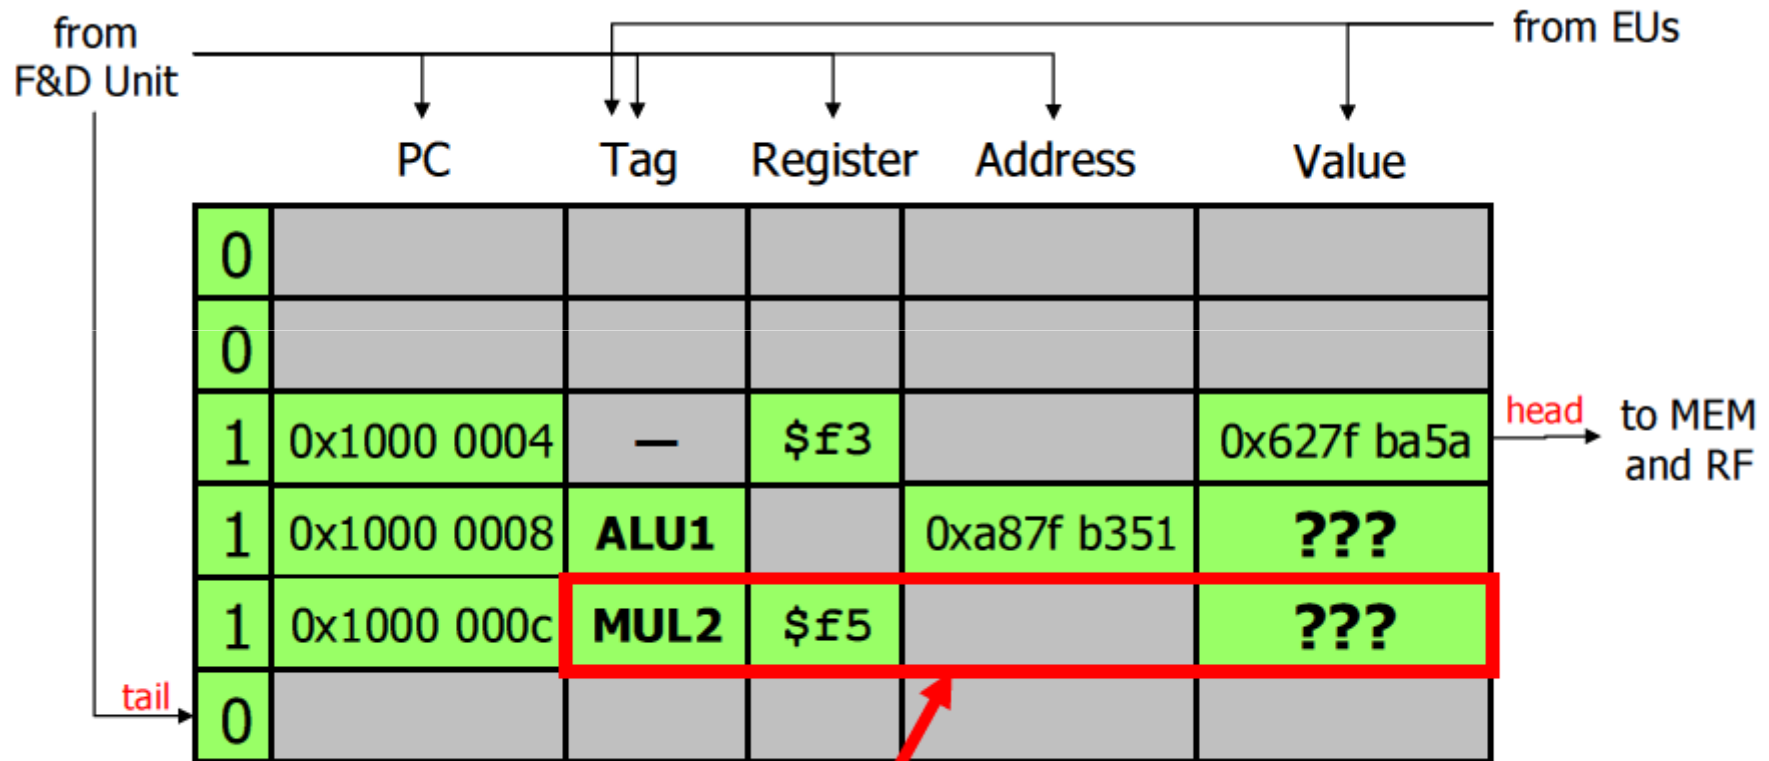 from
F&D Unit
from EUs
PC Tag Register Address Value
0
0
1 0x1000 0004 — $f3 0x627f ba5a
head
to MEM
and RF
1 0x1000 0008 ALU1 0xa87f b351 ???
1 0x1000 000c MUL2 $f5 ???
tail
0